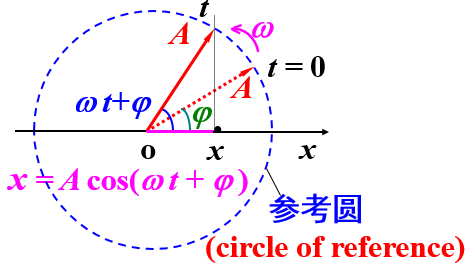 t
A
ω
t = 0
A
ωt+φ
φ
o
x
x
x = A cos(ωt + φ)
参考圆
(circle of reference)